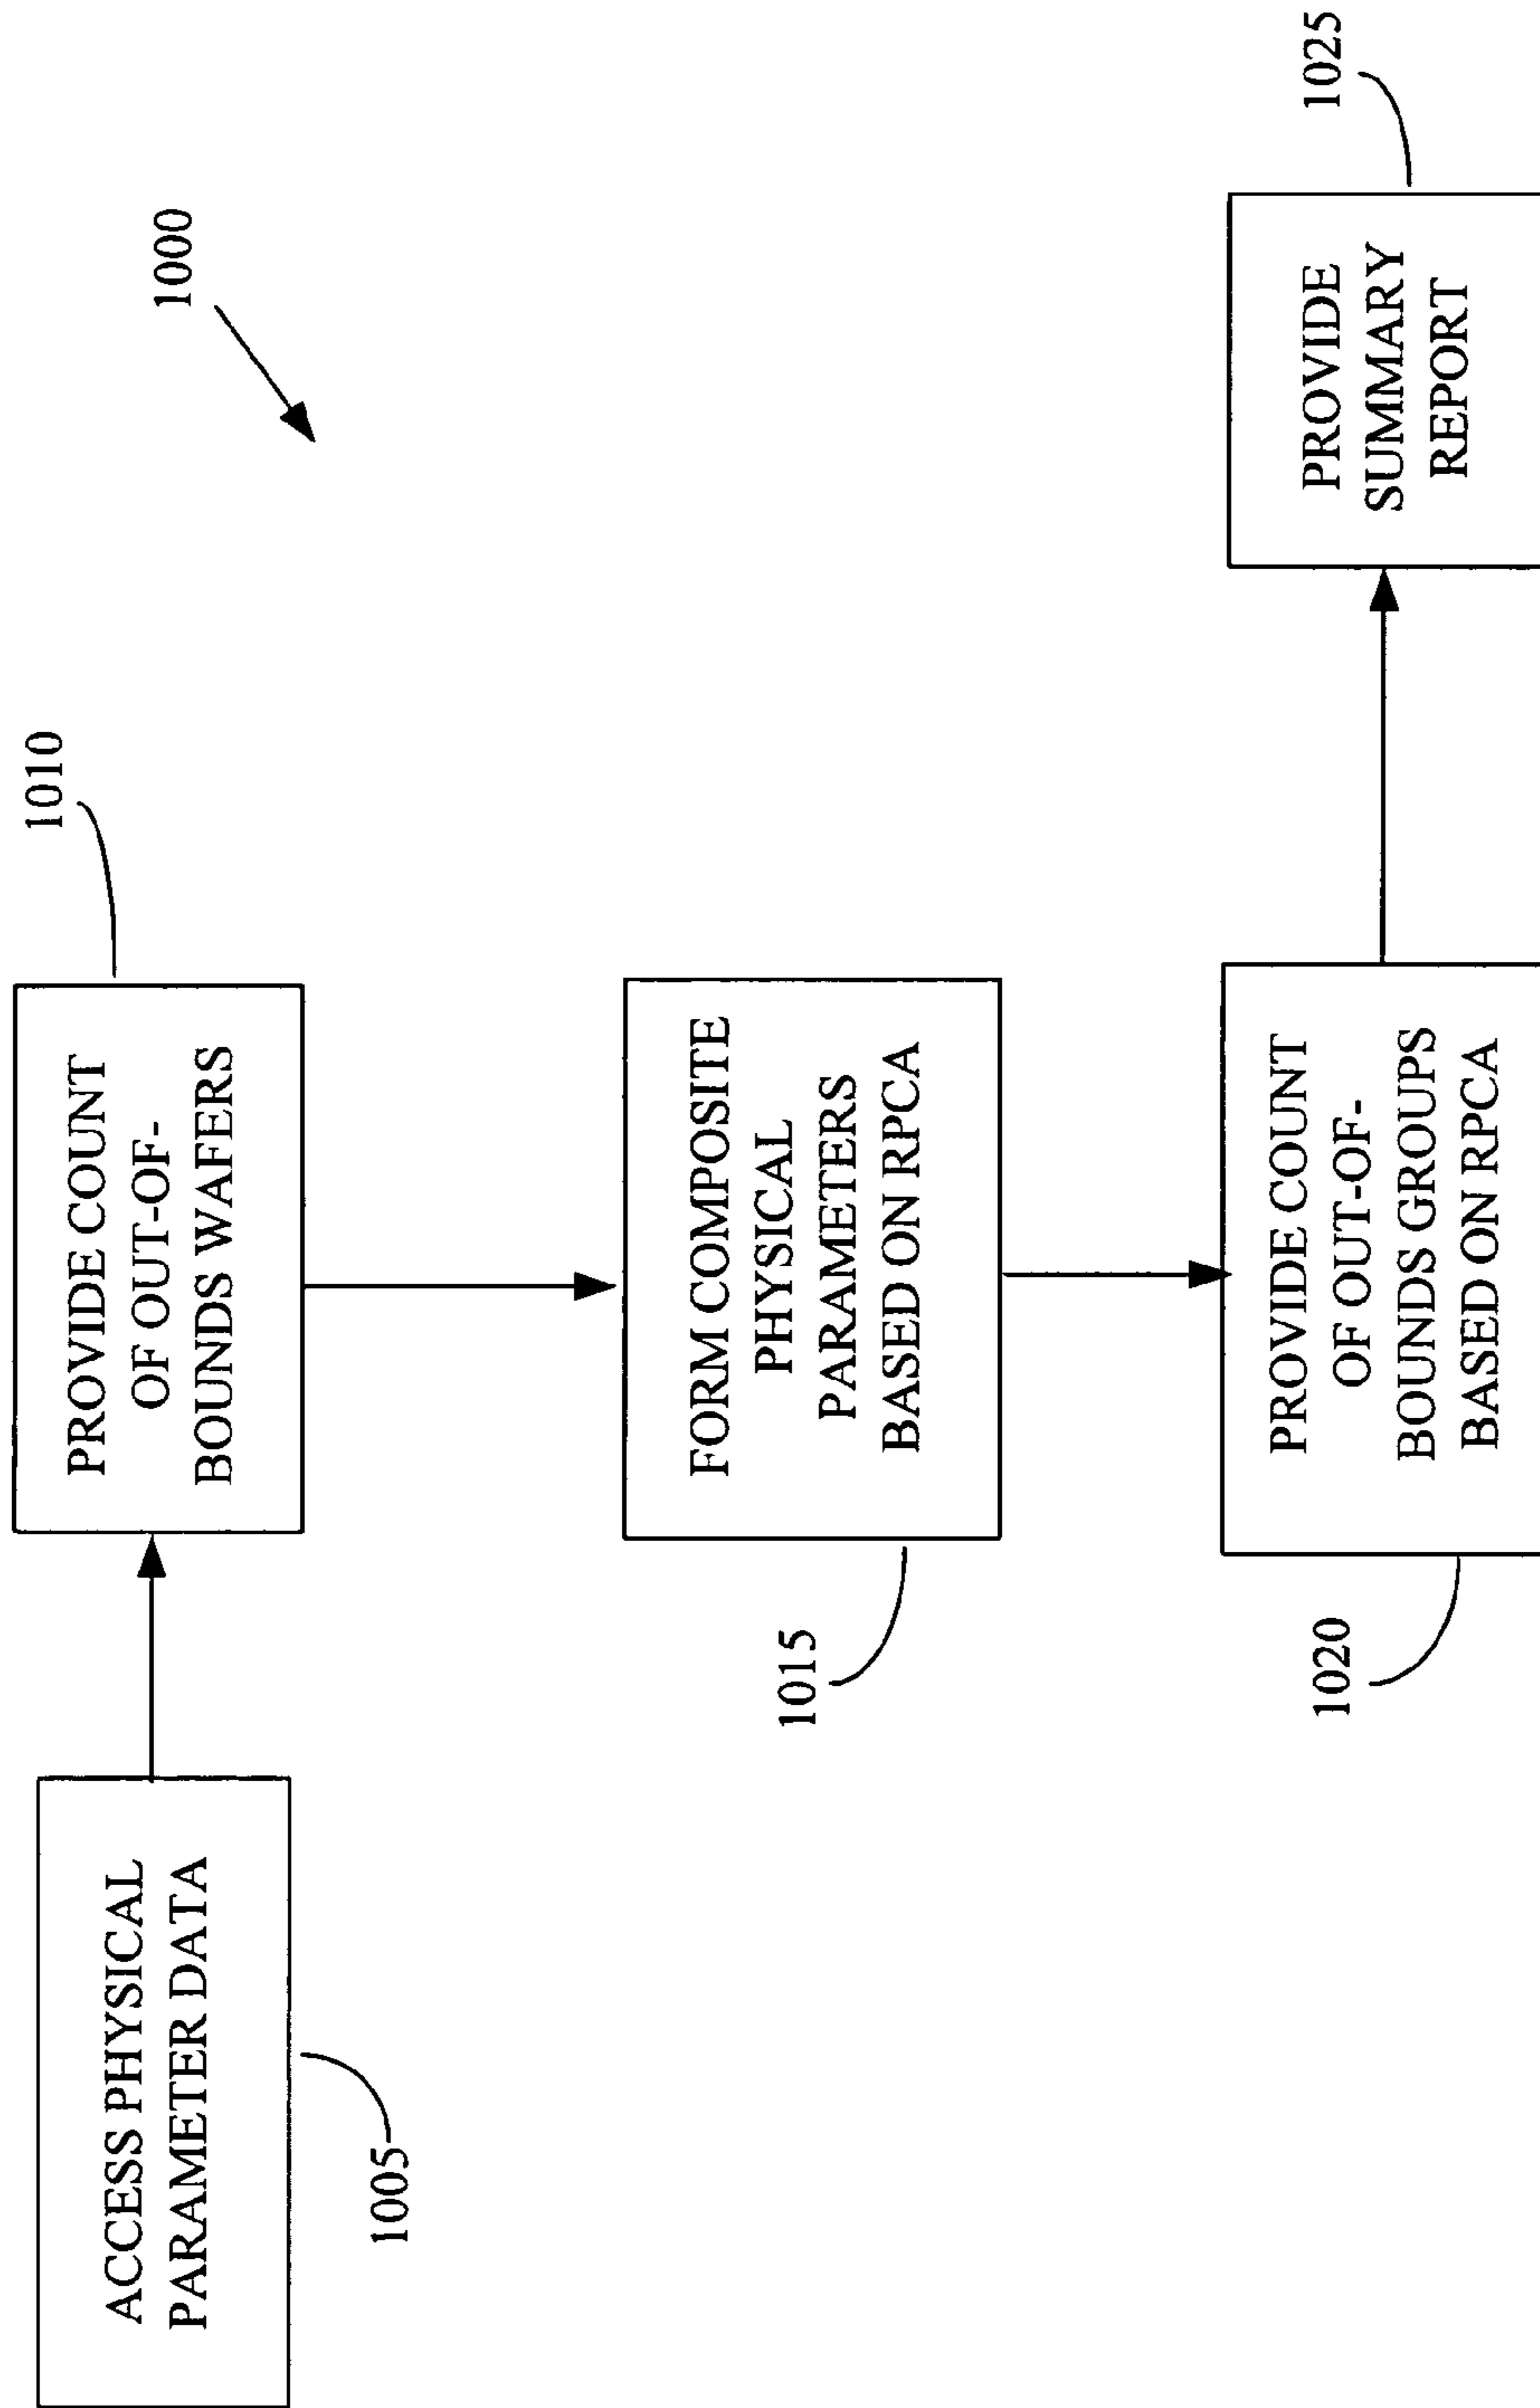 1000
ACCESS PHYSICAL
PARAMETER DATA
1005
PROVIDE COUNT
OF OUT-OF-
BOUNDS WAFERS
1010
FORM COMPOSITE
PHYSICAL
PARAMETERS
BASED ON RPCA
1015
PROVIDE COUNT
OF OUT-OF-
BOUNDS GROUPS
BASED ON RPCA
1020
PROVIDE
SUMMARY
REPORT
1025